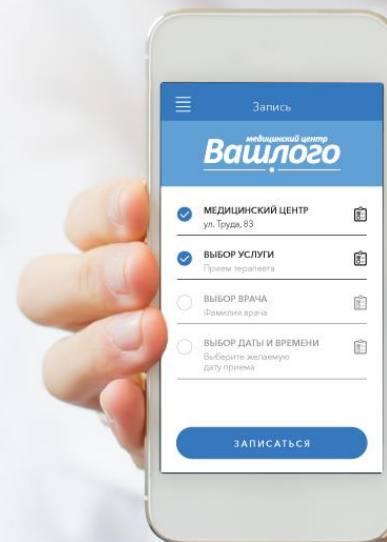 Запись
медицинский центр
Вашлого
МЕДИЦИНСКИЙ ЦЕНТР
ул. Труда, 83
ВЫБОР УСЛУГИ
Прием терапевта
ВЫБОР ВРАЧА
Фамилия врача
ВЫБОР ДАТЫ И ВРЕМЕНИ
Выберите желаемую
дату приема
ЗАПИСАТЬСЯ